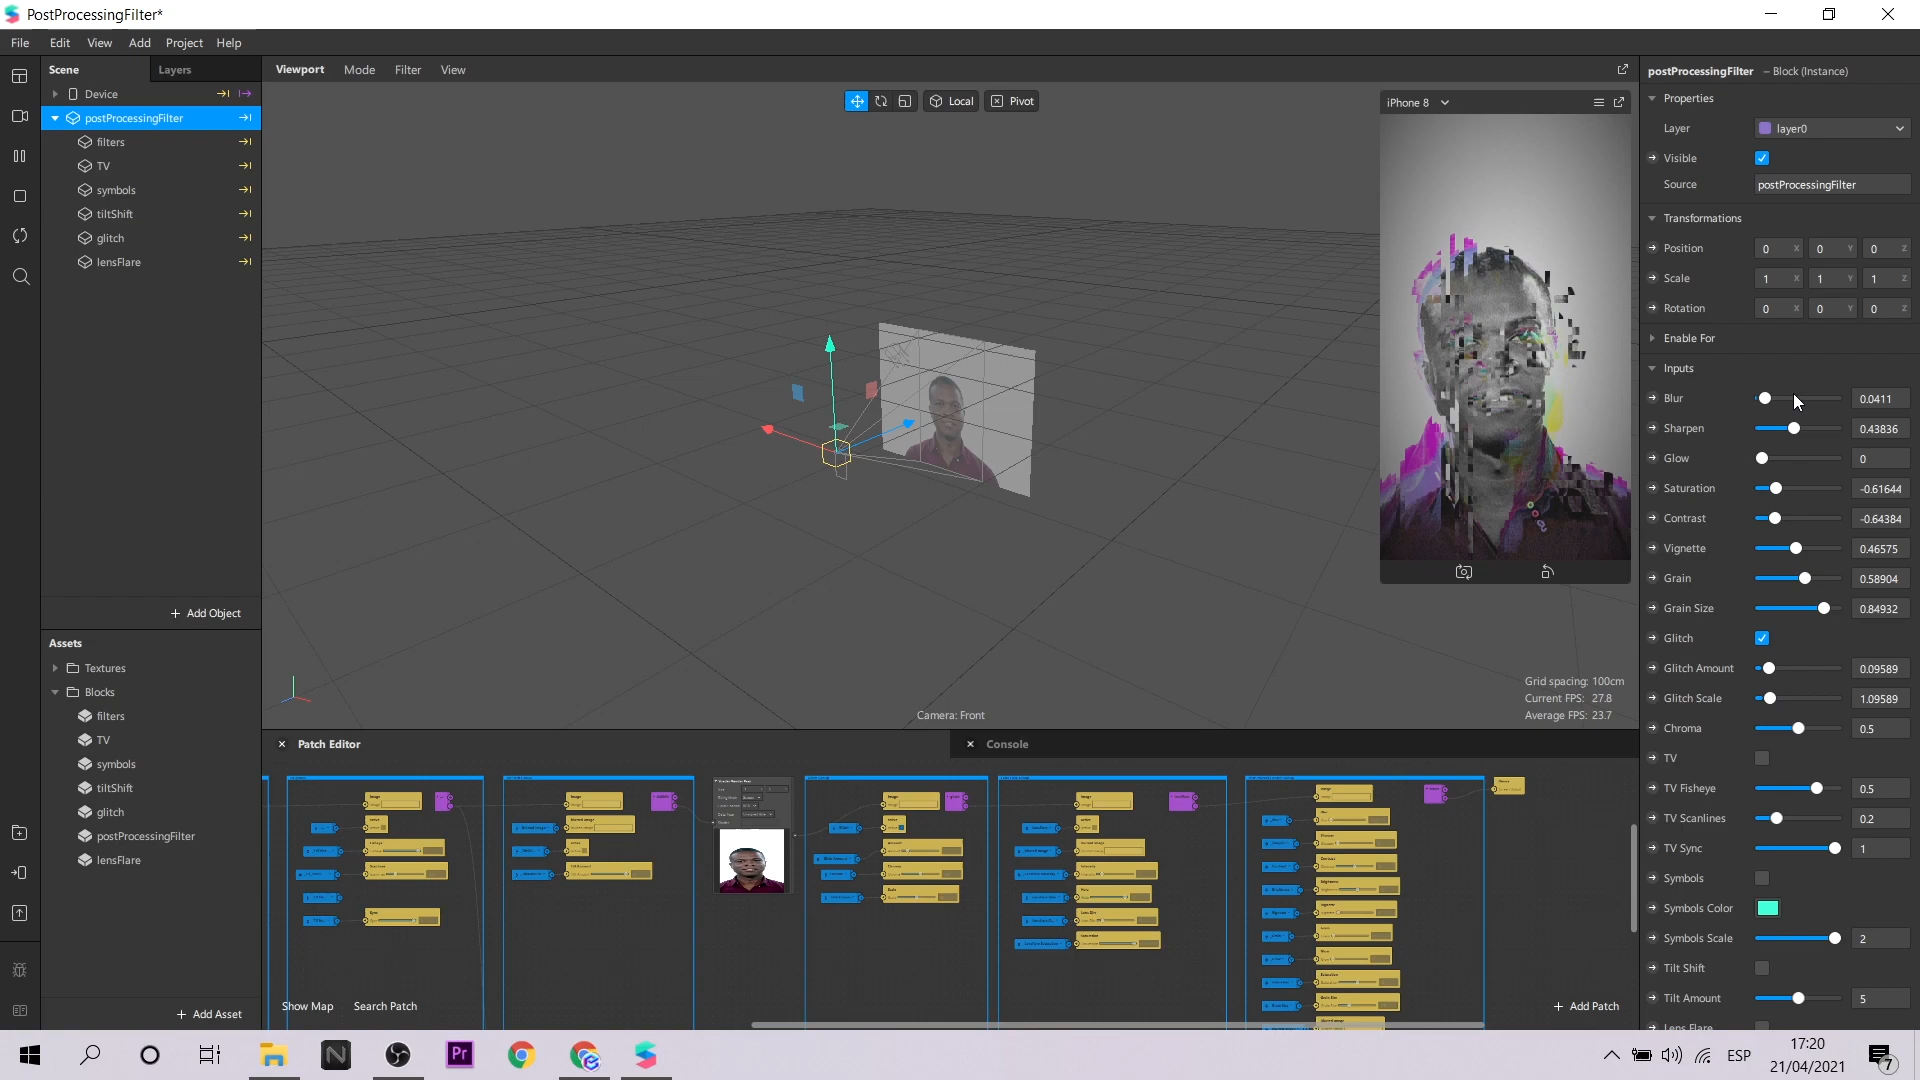 PostProcessingFilter*
File Edit View Add Project Help
Scene Layers
Device
postProcessingFilter
filters
TV
symbols
tiltShift
glitch
lensFlare
+ Add Object
Assets
Textures
Blocks
filters
TV
symbols
tiltShift
glitch
postProcessingFilter
lensFlare
+ Add Asset
Viewport Mode Filter View
Local Pivot
iPhone 8
Grid spacing: 100cm
Current FPS: 27.8
Average FPS: 23.7
Camera: Front
Patch Editor
Console
Show Map Search Patch
+ Add Patch
postProcessingFilter – Block (Instance)
Properties
Layer layer0
Visible
Source postProcessingFilter
Transformations
Position 0 X 0 Y 0 Z
Scale 1 X 1 Y 1 Z
Rotation 0 X 0 Y 0 Z
Enable For
Inputs
Blur 0.0411
Sharpen 0.43836
Glow 0
Saturation -0.61644
Contrast -0.64384
Vignette 0.46575
Grain 0.58904
Grain Size 0.84932
Glitch
Glitch Amount 0.09589
Glitch Scale 1.09589
Chroma 0.5
TV
TV Fisheye 0.5
TV Scanlines 0.2
TV Sync 1
Symbols
Symbols Color
Symbols Scale 2
Tilt Shift
Tilt Amount 5
Lens Flare
N Pr ESP
17:20
21/04/2021
7